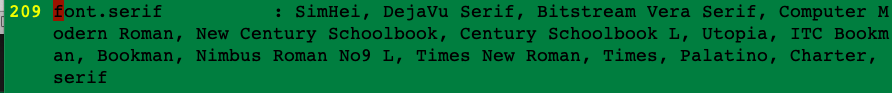 209 font.serif          : SimHei, DejaVu Serif, Bitstream Vera Serif, Computer M
odern Roman, New Century Schoolbook, Century Schoolbook L, Utopia, ITC Bookm
an, Bookman, Nimbus Roman No9 L, Times New Roman, Times, Palatino, Charter,
serif